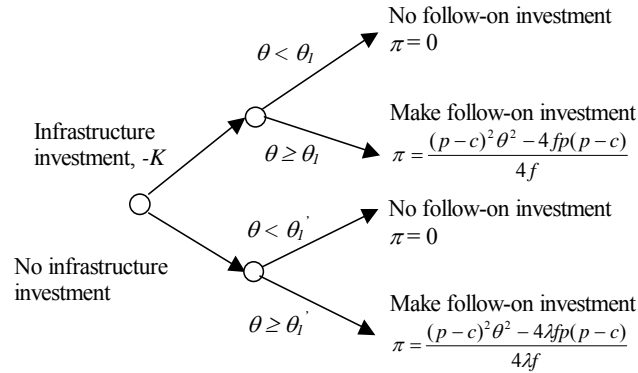 No follow-on investment
π = 0
θ < θ₁
Make follow-on investment
π = ((p − c)²θ² − 4fp(p − c)) / 4f
Infrastructure
investment, -K
θ ≥ θ₁
No follow-on investment
π = 0
θ < θ₁'
No infrastructure
investment
Make follow-on investment
π = ((p − c)²θ² − 4λfp(p − c)) / 4λf
θ ≥ θ₁'